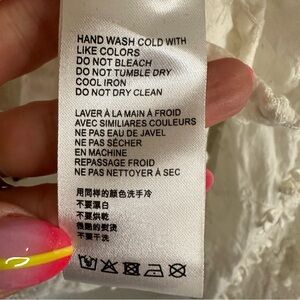 HAND WASH COLD WITH
LIKE COLORS
DO NOT BLEACH
DO NOT TUMBLE DRY
COOL IRON
DO NOT DRY CLEAN
LAVER À LA MAIN À FROID
AVEC SIMILIARES COULEURS
NE PAS EAU DE JAVEL
NE PAS SÉCHER
EN MACHINE
REPASSAGE FROID
NE PAS NETTOYER À SEC
用同样的颜色洗手冷
不要漂白
不要烘乾
很酷的熨烫
不要干洗